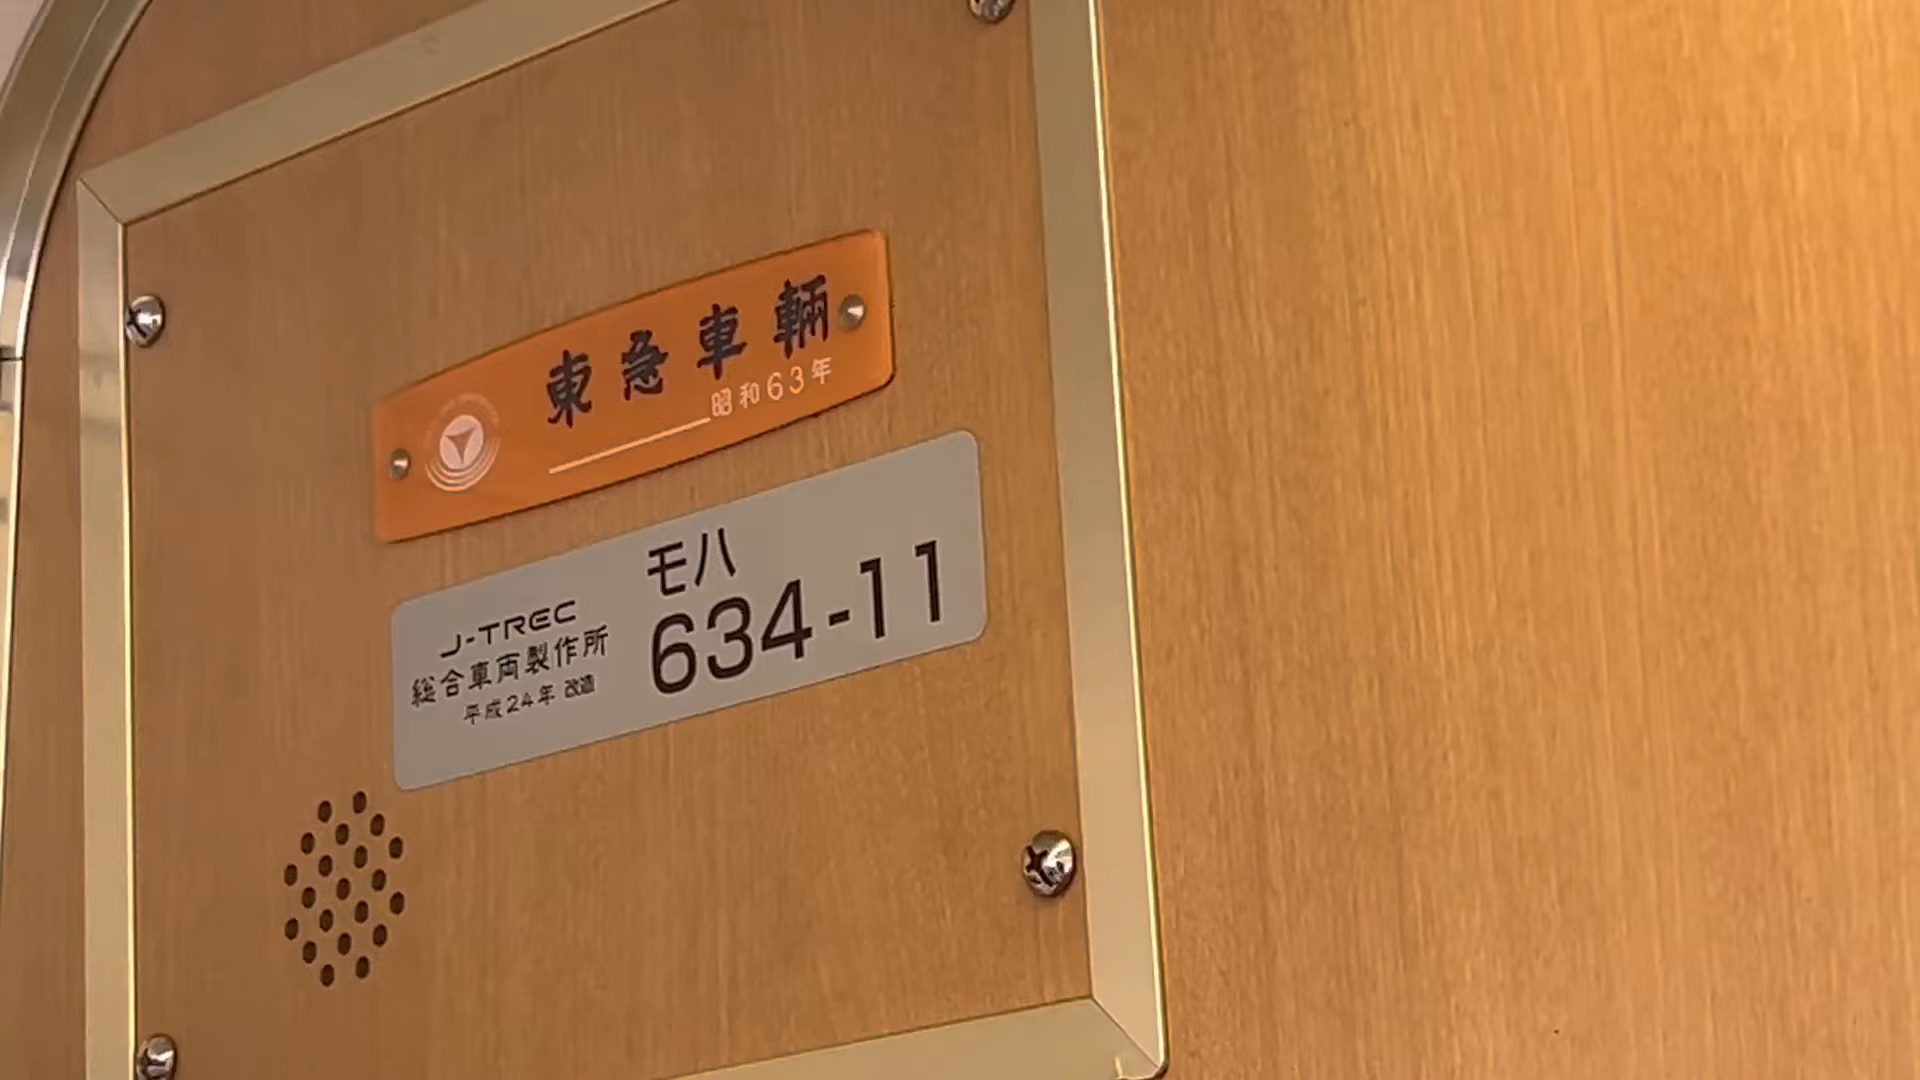 東急車輛
昭和63年
モハ
634-11
J-TREC
総合車両製作所
平成24年 改造